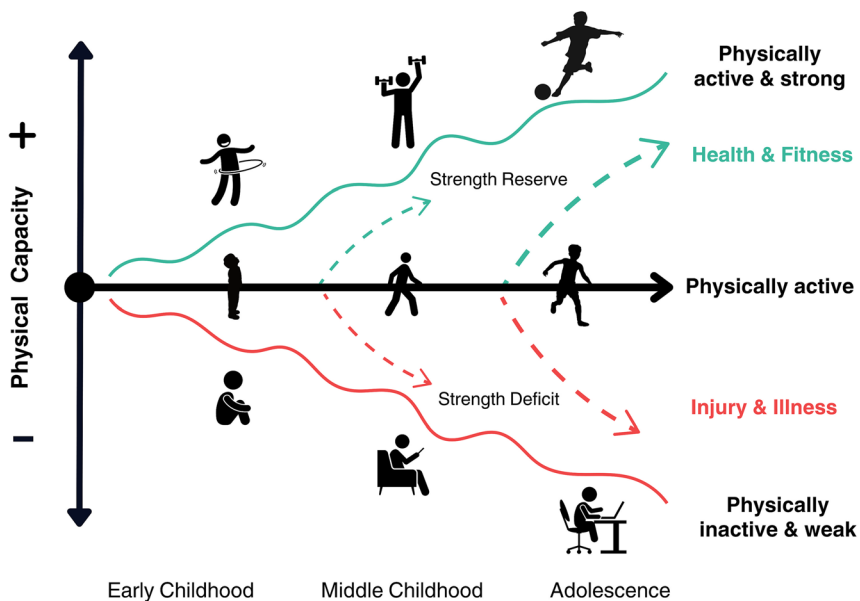 Physically
active & strong
+
Health & Fitness
Strength Reserve
Physical Capacity
Physically active
Strength Deficit
Injury & Illness
–
Physically
inactive & weak
Early Childhood
Middle Childhood
Adolescence